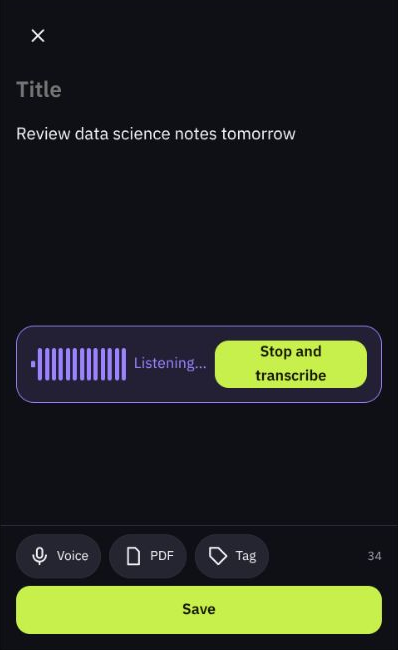 Title
Review data science notes tomorrow
Listening...
Stop and
transcribe
Voice
PDF
Tag
34
Save